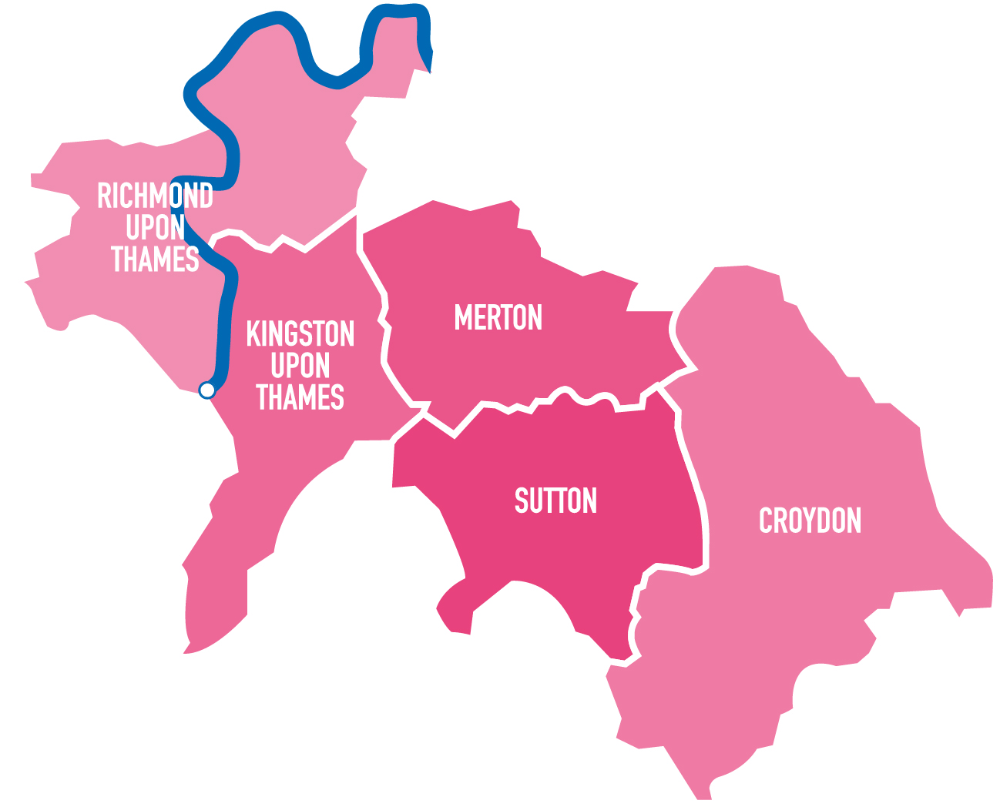 RICHMOND
UPON
THAMES
KINGSTON
UPON
THAMES
MERTON
SUTTON
CROYDON